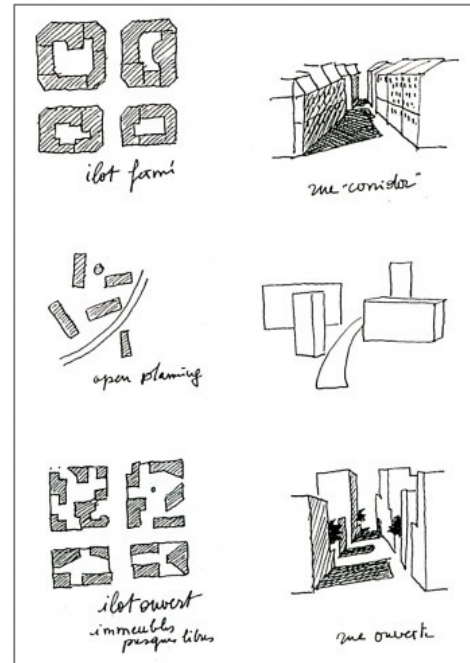 ilot fermé
rue "corridor"
open planning
ilot ouvert
immeubles
presque libres
rue ouverte